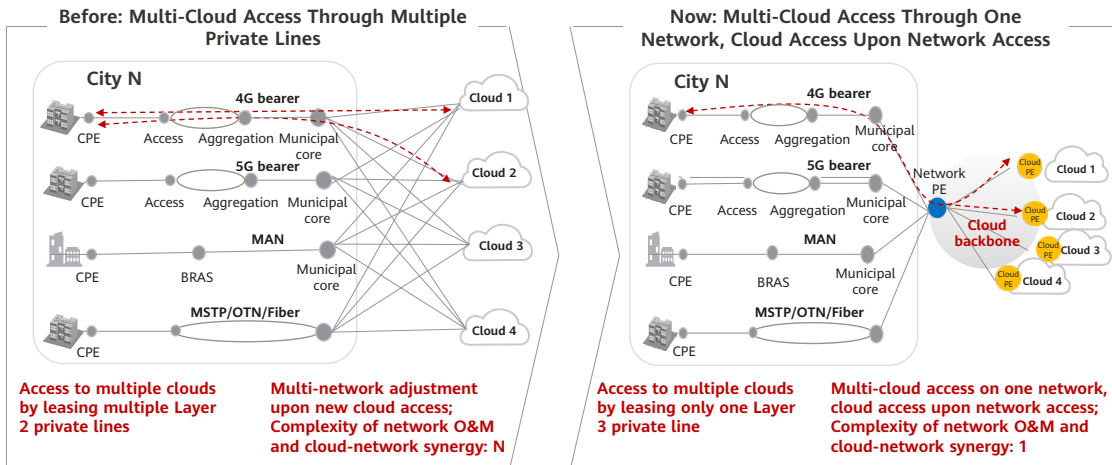 Before: Multi-Cloud Access Through Multiple
Private Lines
City N
4G bearer
CPE
Access
Aggregation
Municipal
core
5G bearer
CPE
Access
Aggregation
Municipal
core
MAN
CPE
BRAS
Municipal
core
MSTP/OTN/Fiber
CPE
Cloud 1
Cloud 2
Cloud 3
Cloud 4
Access to multiple clouds
by leasing multiple Layer
2 private lines
Multi-network adjustment
upon new cloud access;
Complexity of network O&M
and cloud-network synergy: N
Now: Multi-Cloud Access Through One
Network, Cloud Access Upon Network Access
City N
4G bearer
CPE
Access
Aggregation
Municipal
core
5G bearer
CPE
Access
Aggregation
Municipal
core
MAN
CPE
BRAS
Municipal
core
MSTP/OTN/Fiber
CPE
Network
PE
Cloud
backbone
Cloud
PE
Cloud 1
Cloud
PE
Cloud 2
Cloud
PE
Cloud 3
Cloud
PE
Cloud 4
Access to multiple clouds
by leasing only one Layer
3 private line
Multi-cloud access on one network,
cloud access upon network access;
Complexity of network O&M
and cloud-network synergy: 1